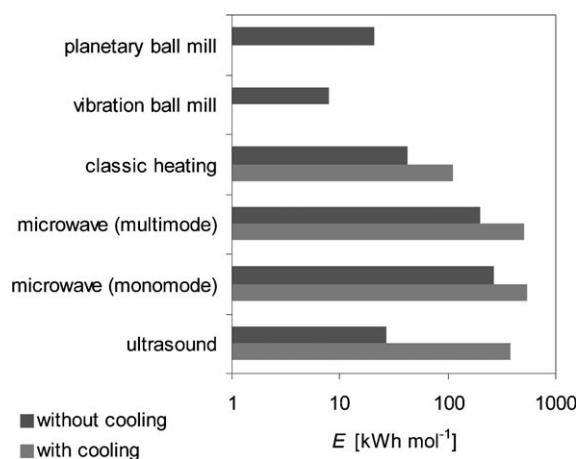 planetary ball mill
vibration ball mill
classic heating
microwave (multimode)
microwave (monomode)
ultrasound
1 10 100 1000
without cooling
with cooling
E [kWh mol⁻¹]